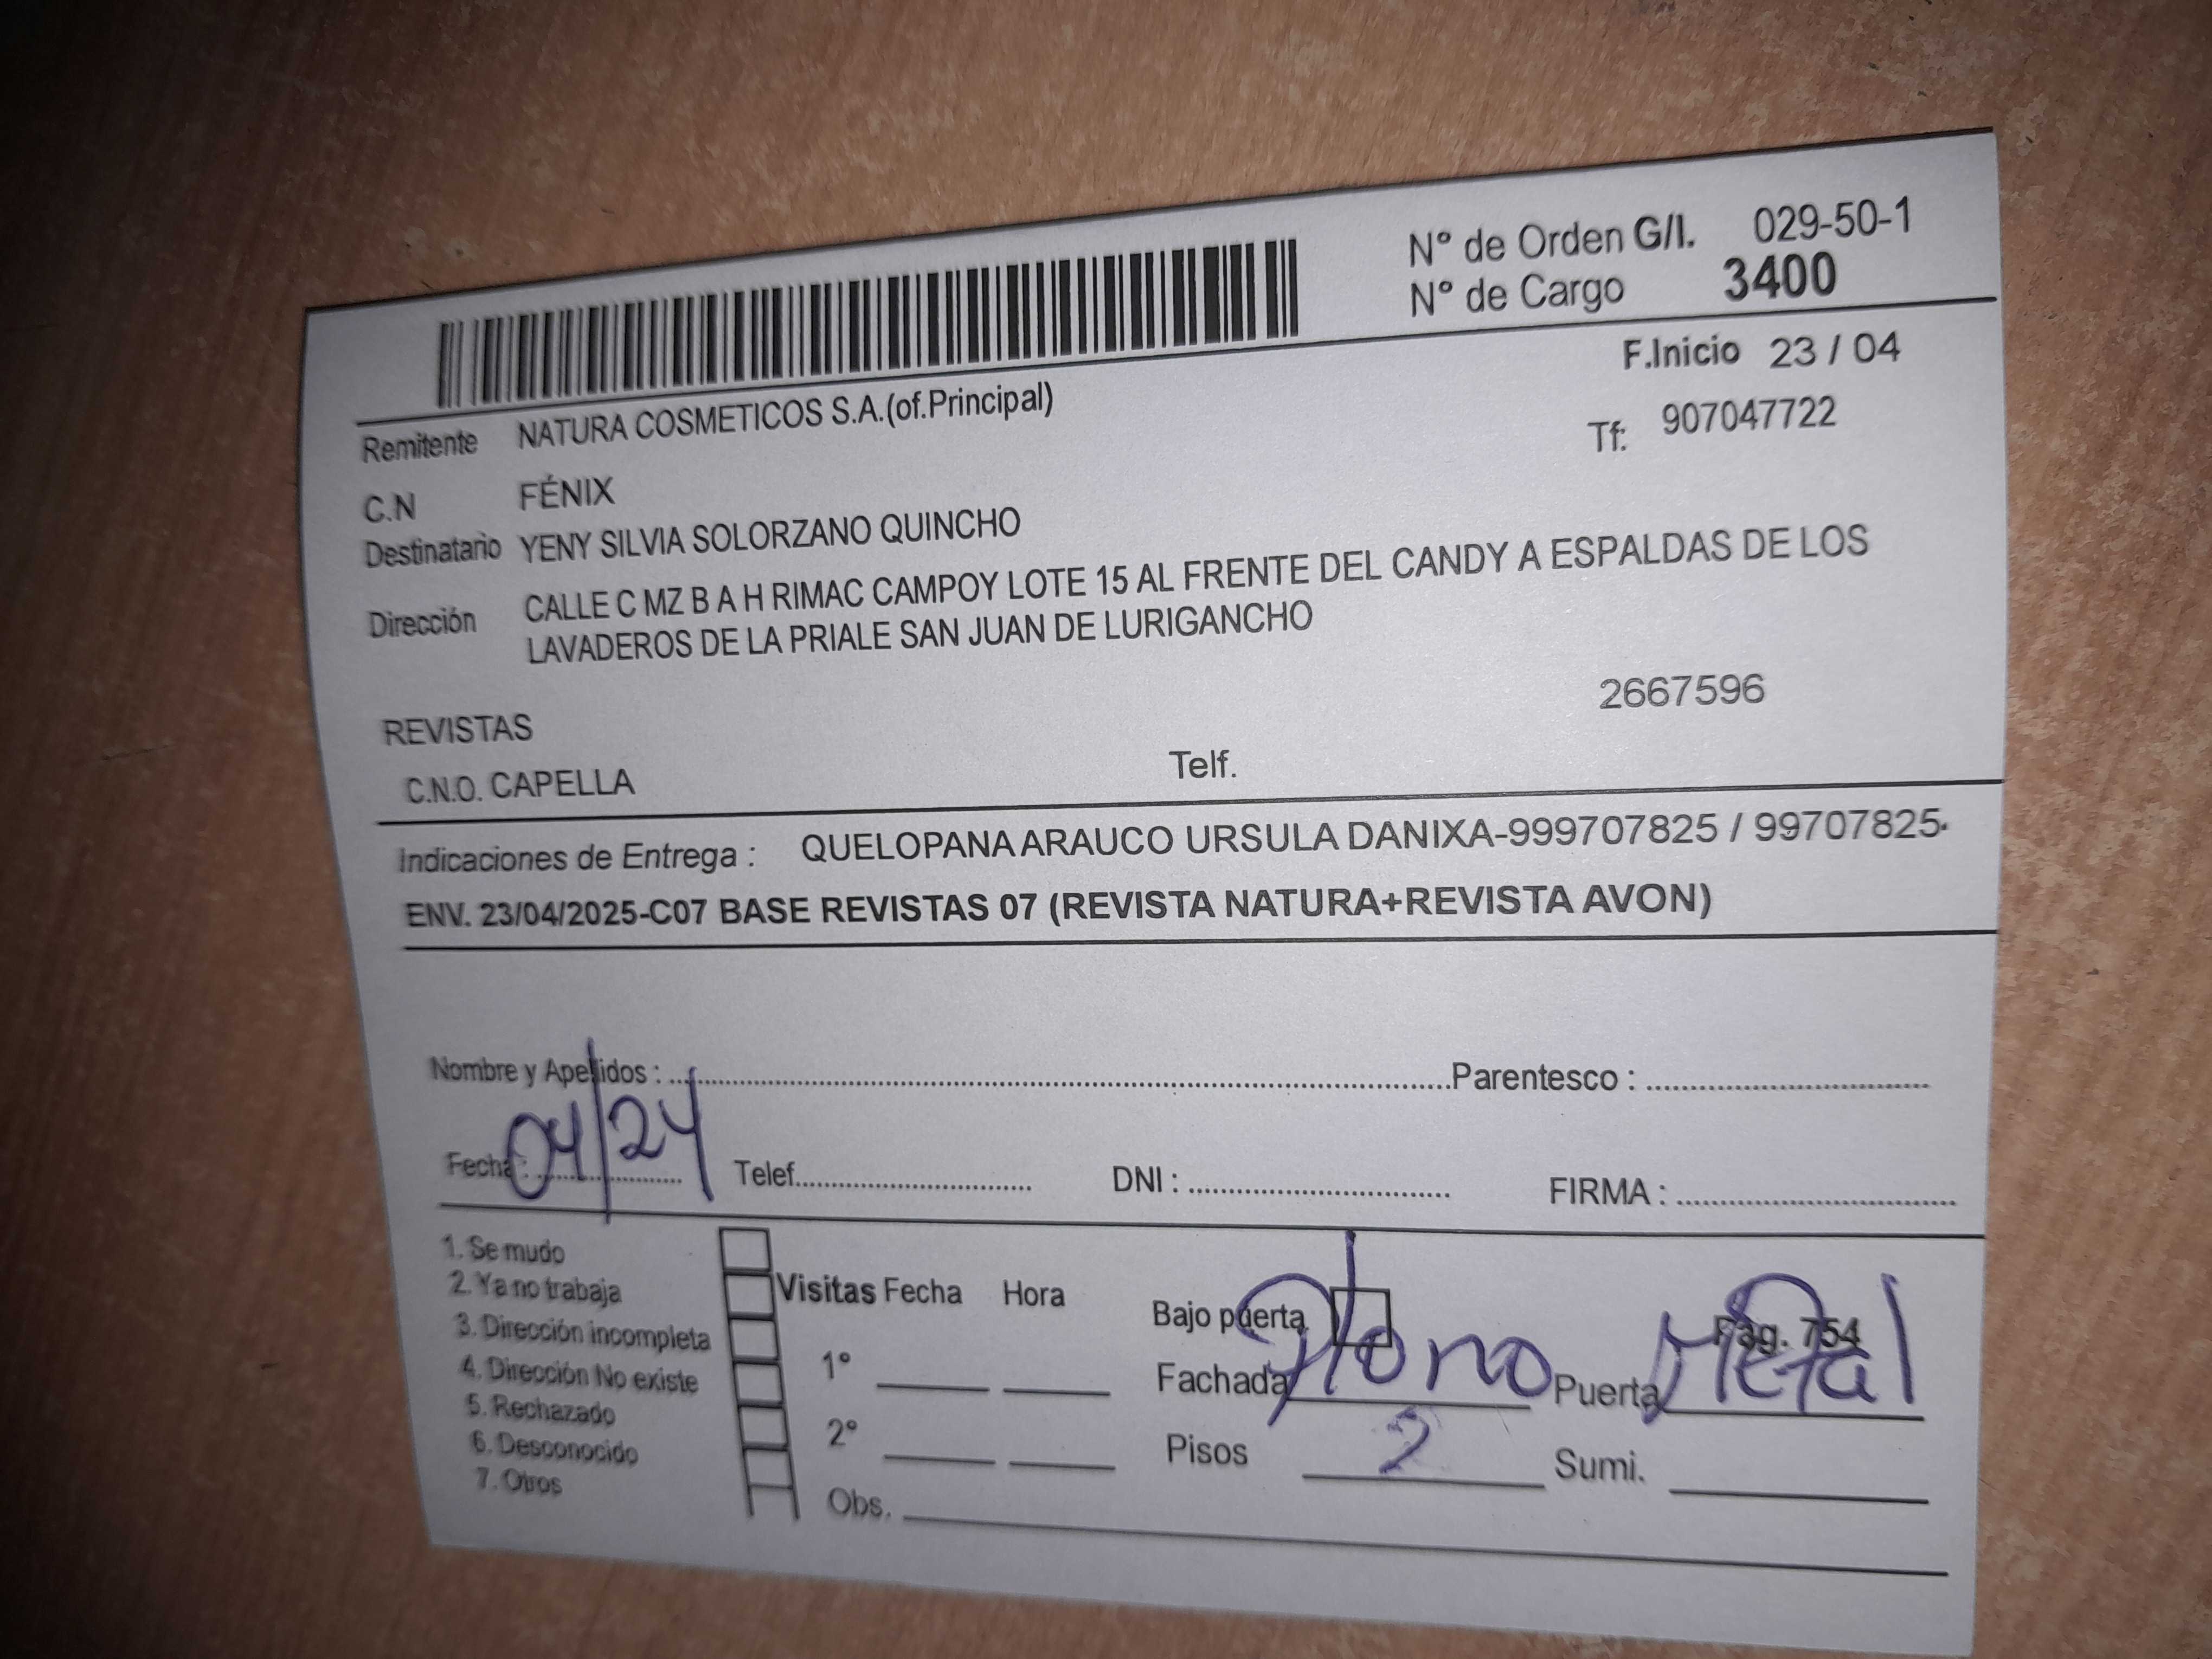 N° de Orden G/I. 029-50-1
N° de Cargo 3400
F.Inicio 23 / 04
Remitente NATURA COSMETICOS S.A.(of.Principal)
Tf: 907047722
C.N FÉNIX
Destinatario YENY SILVIA SOLORZANO QUINCHO
Dirección CALLE C MZ B A H RIMAC CAMPOY LOTE 15 AL FRENTE DEL CANDY A ESPALDAS DE LOS
LAVADEROS DE LA PRIALE SAN JUAN DE LURIGANCHO
2667596
REVISTAS
C.N.O. CAPELLA Telf.
Indicaciones de Entrega : QUELOPANA ARAUCO URSULA DANIXA-999707825 / 99707825
ENV. 23/04/2025-C07 BASE REVISTAS 07 (REVISTA NATURA+REVISTA AVON)
Nombre y Apellidos : Parentesco :
Fecha : 04/24 Telef. DNI : FIRMA :
1. Se mudo
2. Ya no trabaja
3. Dirección incompleta
4. Dirección No existe
5. Rechazado
6. Desconocido
7. Otros
Visitas Fecha Hora
1°
2°
Obs.
Bajo puerta Pag. 754
Fachada Puerta Metal
Pisos 2 Sumi.